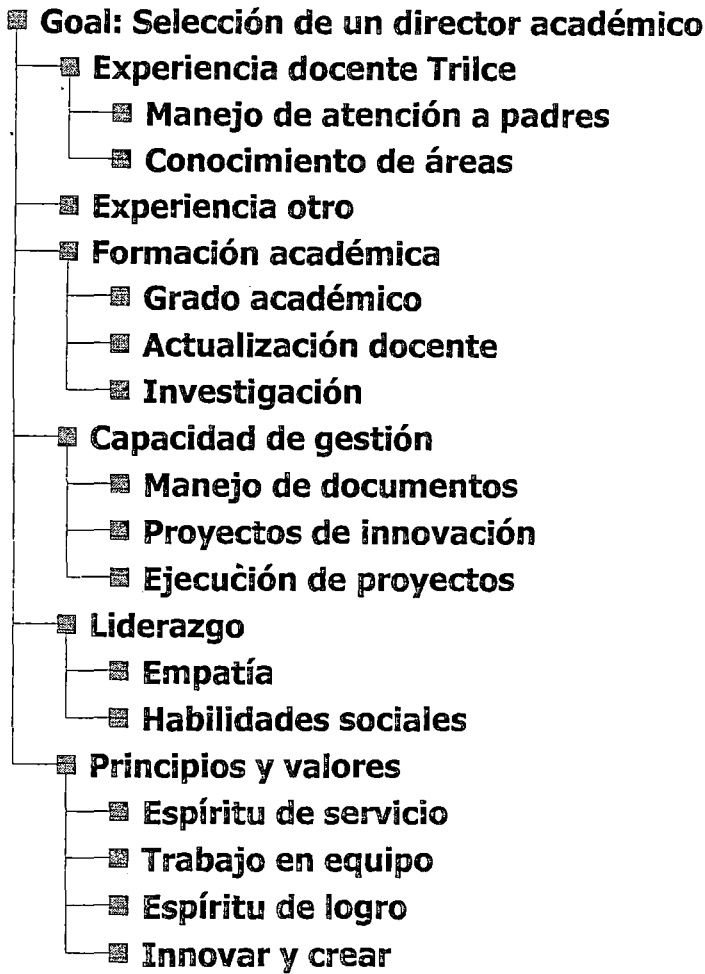 Goal: Selección de un director académico
Experiencia docente Trilce
Manejo de atención a padres
Conocimiento de áreas
Experiencia otro
Formación académica
Grado académico
Actualización docente
Investigación
Capacidad de gestión
Manejo de documentos
Proyectos de innovación
Ejecución de proyectos
Liderazgo
Empatía
Habilidades sociales
Principios y valores
Espíritu de servicio
Trabajo en equipo
Espíritu de logro
Innovar y crear